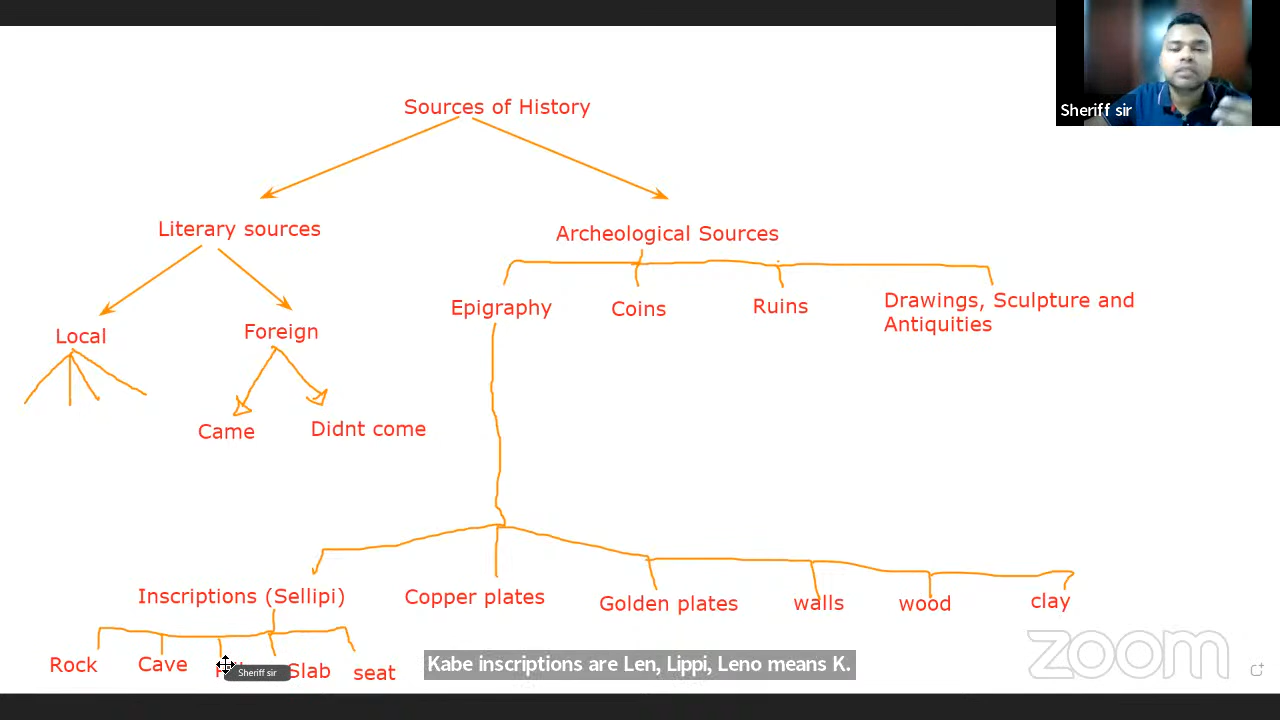 Sheriff sir
Sources of History
Literary sources
Archeological Sources
Local
Foreign
Epigraphy
Coins
Ruins
Drawings, Sculpture and
Antiquities
Came
Didnt come
Inscriptions (Sellipi)
Copper plates
Golden plates
walls
wood
clay
Rock
Cave
Slab
seat
Sheriff sir
Kabe inscriptions are Len, Lippi, Leno means K.
zoom